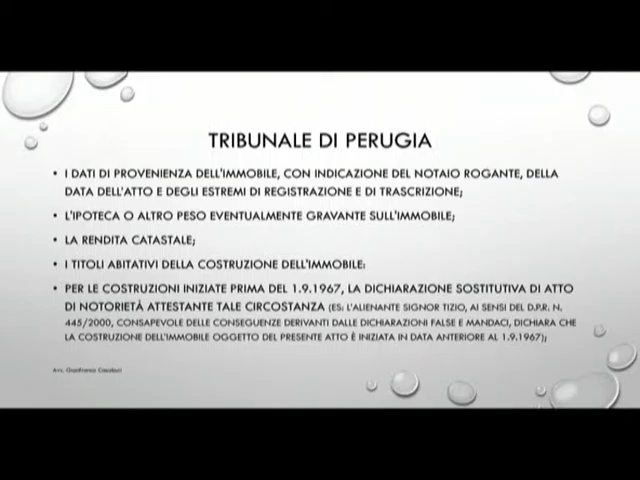 TRIBUNALE DI PERUGIA
• I DATI DI PROVENIENZA DELL'IMMOBILE, CON INDICAZIONE DEL NOTAIO ROGANTE, DELLA
DATA DELL'ATTO E DEGLI ESTREMI DI REGISTRAZIONE E DI TRASCRIZIONE;
• L'IPOTECA O ALTRO PESO EVENTUALMENTE GRAVANTE SULL'IMMOBILE;
• LA RENDITA CATASTALE;
• I TITOLI ABITATIVI DELLA COSTRUZIONE DELL'IMMOBILE:
• PER LE COSTRUZIONI INIZIATE PRIMA DEL 1.9.1967, LA DICHIARAZIONE SOSTITUTIVA DI ATTO
DI NOTORIETÀ ATTESTANTE TALE CIRCOSTANZA (ES: L'ALIENANTE SIGNOR TIZIO, AI SENSI DEL D.P.R. N.
445/2000, CONSAPEVOLE DELLE CONSEGUENZE DERIVANTI DALLE DICHIARAZIONI FALSE E MANDACI, DICHIARA CHE
LA COSTRUZIONE DELL'IMMOBILE OGGETTO DEL PRESENTE ATTO È INIZIATA IN DATA ANTERIORE AL 1.9.1967);
Avv. Gianfranco